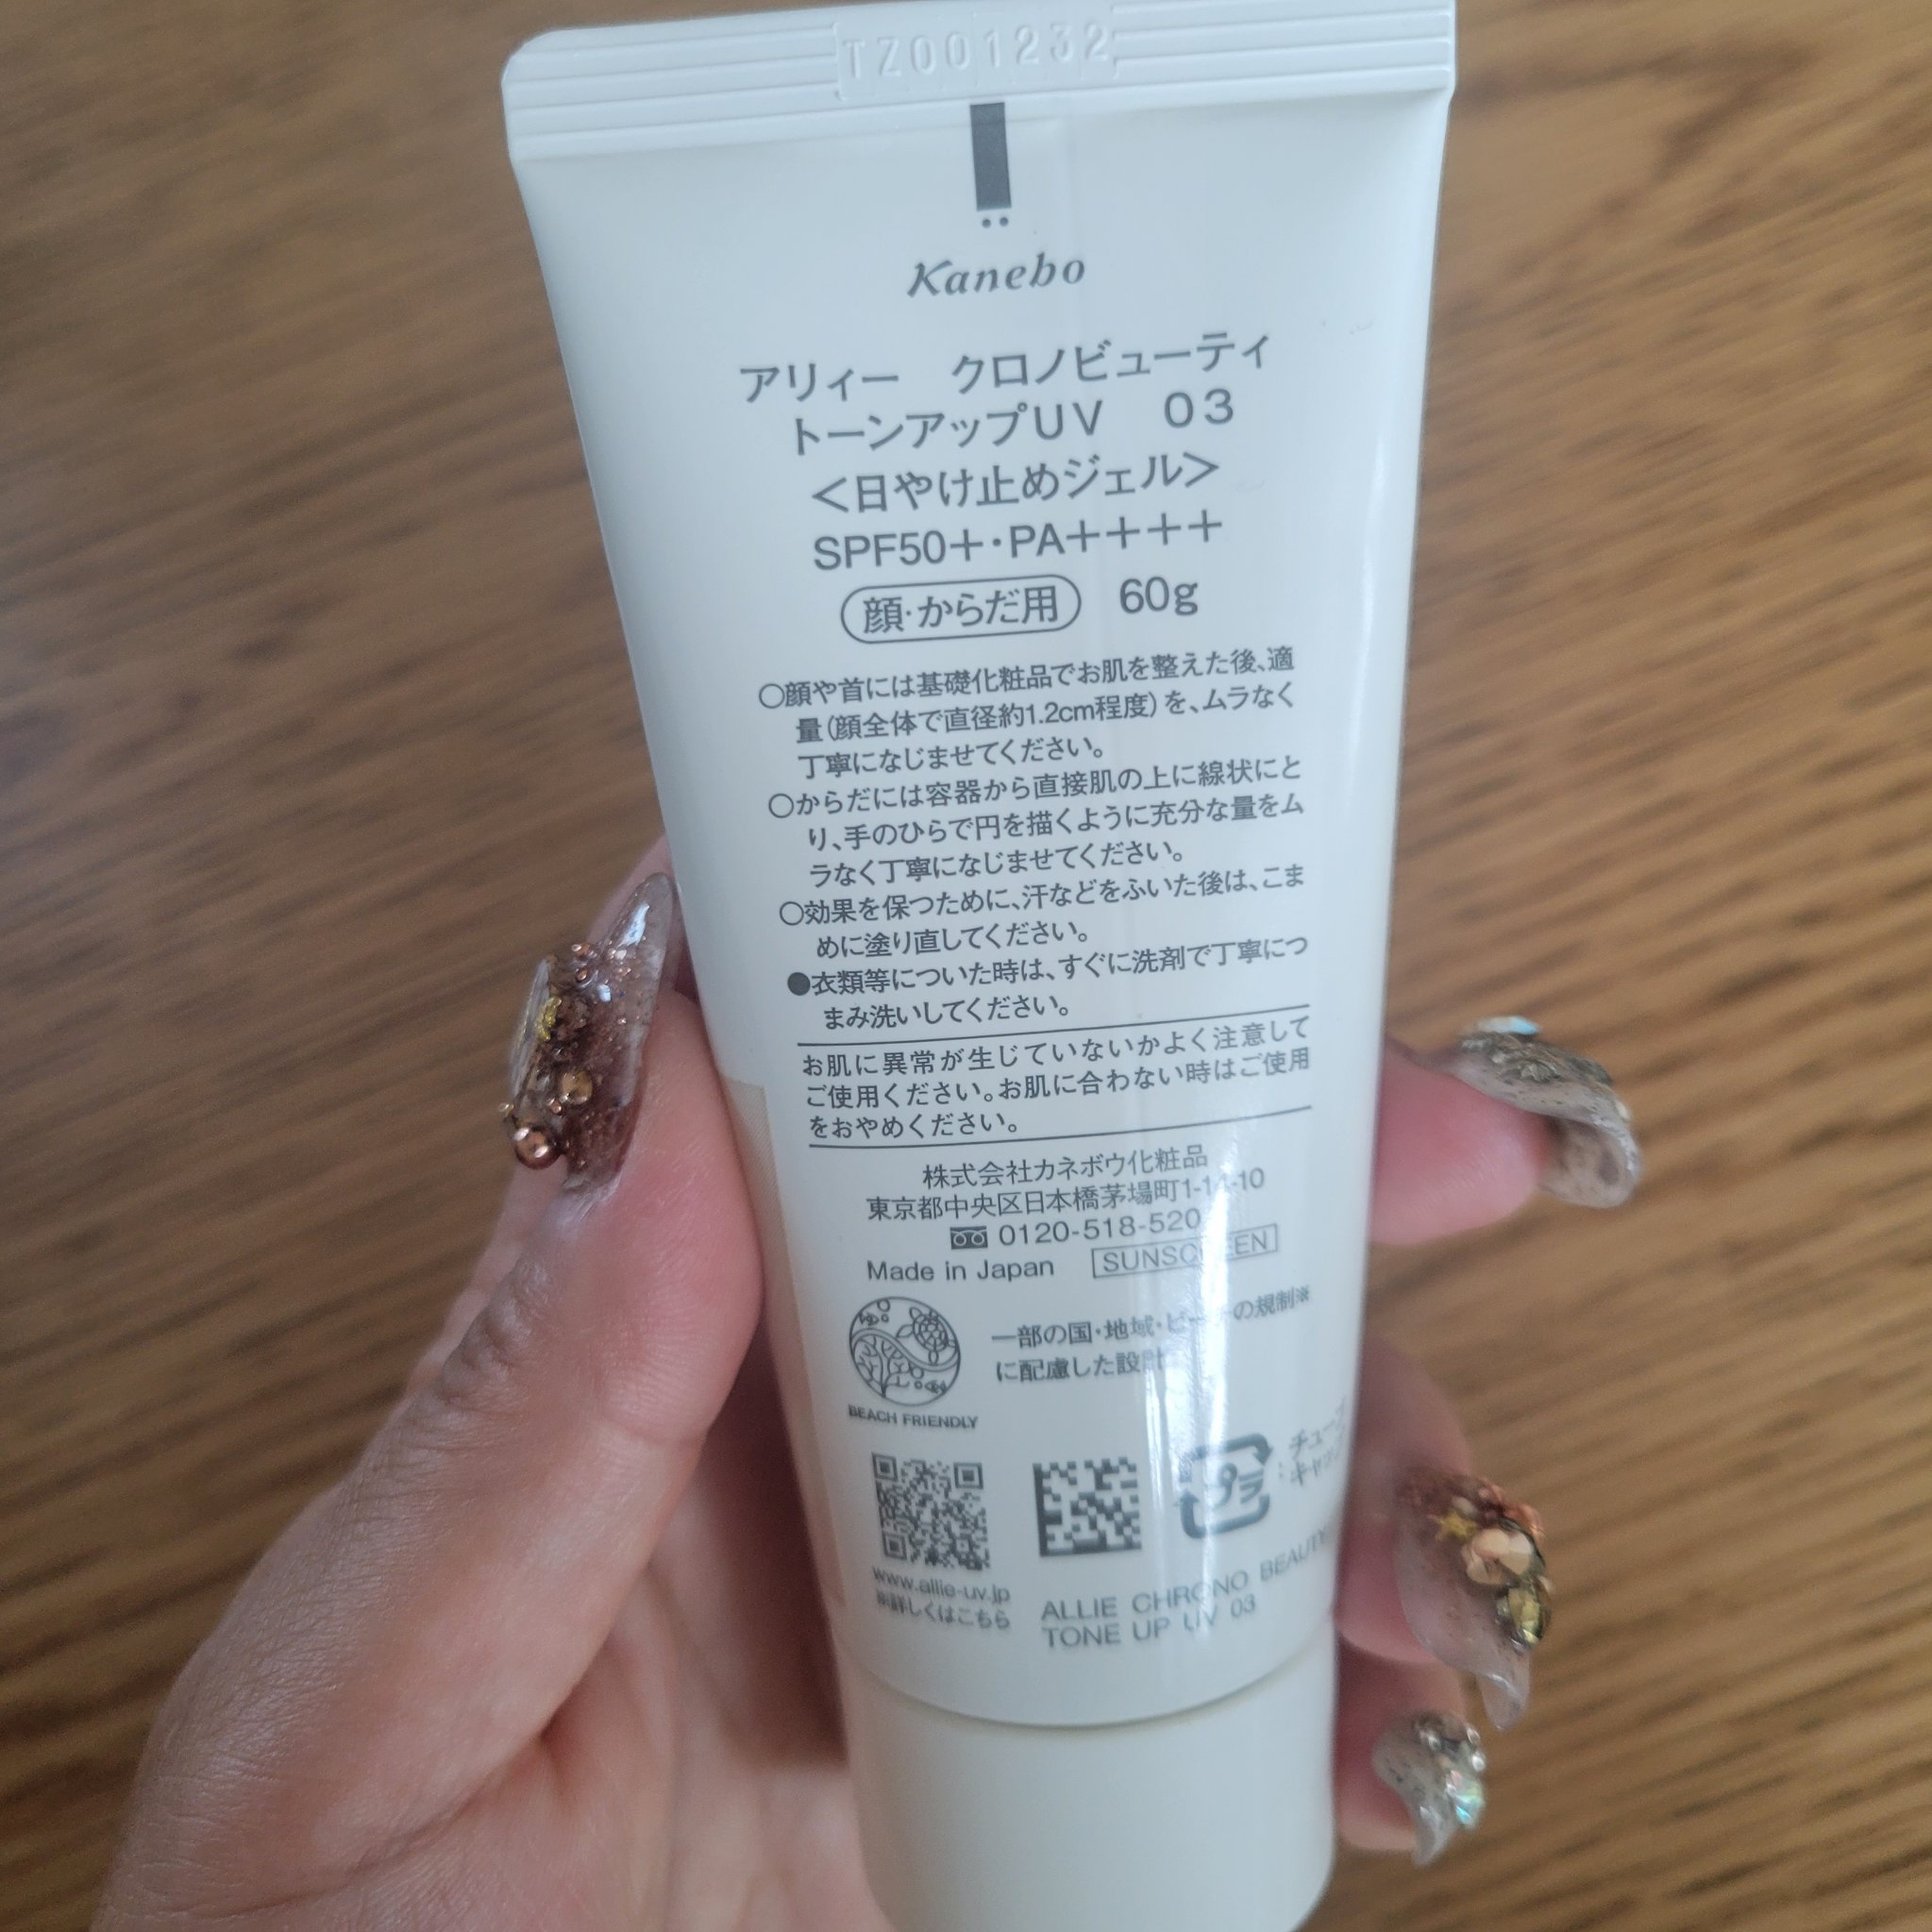 TZ001232
Kanebo
アリィー　クロノビューティ
トーンアップUV　03
＜日やけ止めジェル＞
SPF50+・PA++++
顔・からだ用 60g
○顔や首には基礎化粧品でお肌を整えた後、適
量(顔全体で直径約1.2cm程度)を、ムラなく
丁寧になじませてください。
○からだには容器から直接肌の上に線状にと
り、手のひらで円を描くように充分な量をム
ラなく丁寧になじませてください。
○効果を保つために、汗などをふいた後は、こま
めに塗り直してください。
●衣類等についた時は、すぐに洗剤で丁寧につ
まみ洗いしてください。
お肌に異常が生じていないかよく注意して
ご使用ください。お肌に合わない時はご使用
をおやめください。
株式会社カネボウ化粧品
東京都中央区日本橋茅場町1-14-10
0120-518-520
Made in Japan SUNSCREEN
一部の国・地域・ビーチの規制※
に配慮した設計
BEACH FRIENDLY
プラ
チューブ
キャップ
www.allie-uv.jp
※詳しくはこちら
ALLIE CHRONO BEAUTY
TONE UP UV 03